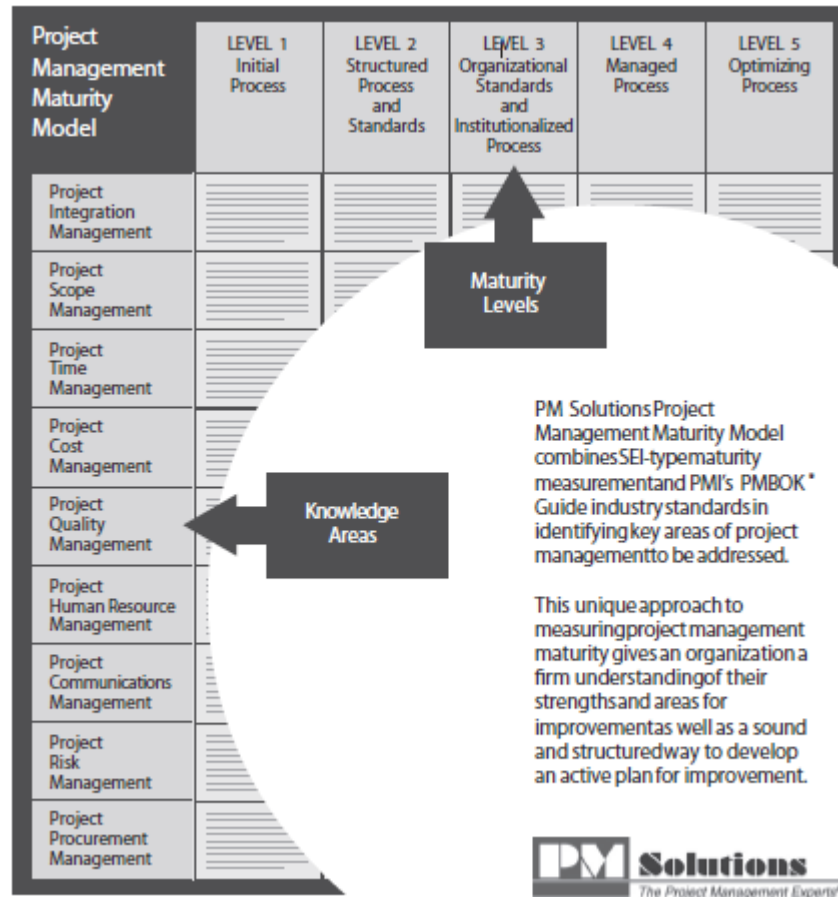 Project
Management
Maturity
Model
LEVEL 1
Initial
Process
LEVEL 2
Structured
Process
and
Standards
LEVEL 3
Organizational
Standards
and
Institutionalized
Process
LEVEL 4
Managed
Process
LEVEL 5
Optimizing
Process
Project
Integration
Management
Project
Scope
Management
Project
Time
Management
Project
Cost
Management
Project
Quality
Management
Project
Human Resource
Management
Project
Communications
Management
Project
Risk
Management
Project
Procurement
Management
Maturity
Levels
Knowledge
Areas
PM Solutions Project
Management Maturity Model
combines SEI-type maturity
measurement and PMI's PMBOK*
Guide industry standards in
identifying key areas of project
management to be addressed.
This unique approach to
measuring project management
maturity gives an organization a
firm understanding of their
strengths and areas for
improvement as well as a sound
and structured way to develop
an active plan for improvement.
PM Solutions
The Project Management Experts